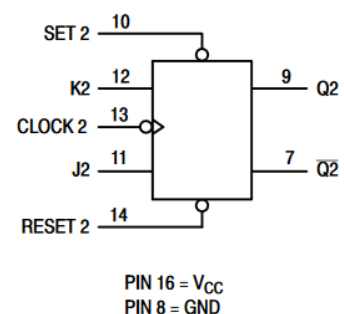 SET 2 10
K2 12
9 Q2
CLOCK 2 13
J2 11
7 Q̅2̅
RESET 2 14
PIN 16 = VCC
PIN 8 = GND